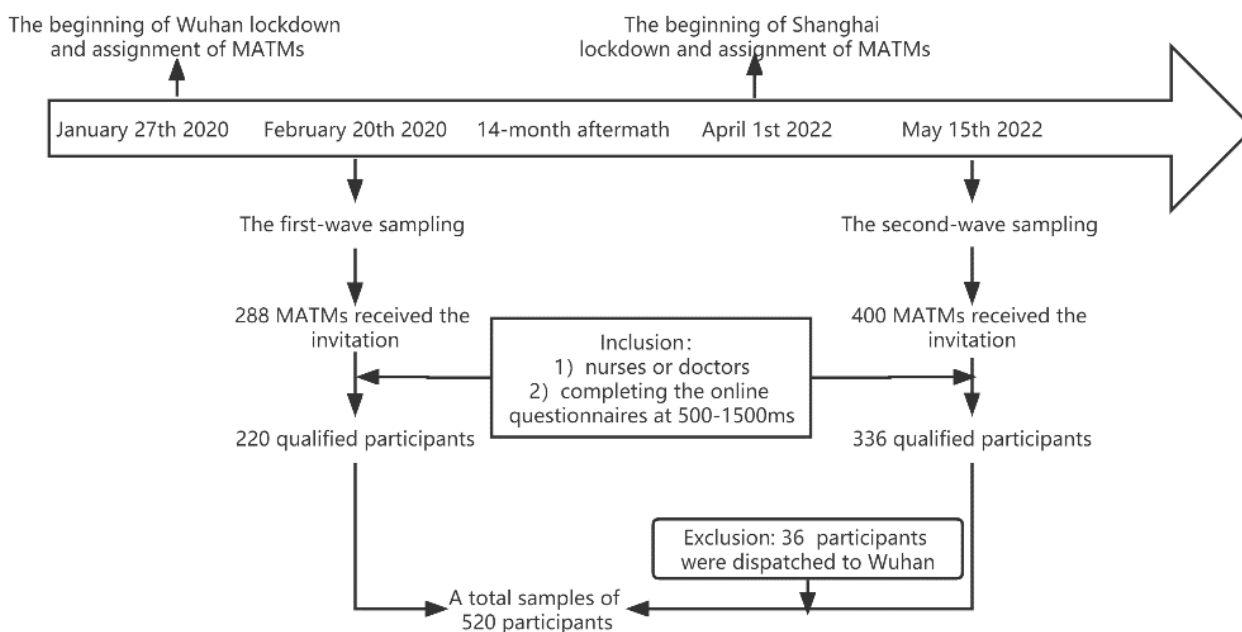 The beginning of Wuhan lockdown
and assignment of MATMs
The beginning of Shanghai
lockdown and assignment of MATMs
January 27th 2020
February 20th 2020
14-month aftermath
April 1st 2022
May 15th 2022
The first-wave sampling
The second-wave sampling
288 MATMs received the
invitation
400 MATMs received the
invitation
Inclusion:
1) nurses or doctors
2) completing the online
questionnaires at 500-1500ms
220 qualified participants
336 qualified participants
Exclusion: 36 participants
were dispatched to Wuhan
A total samples of
520 participants